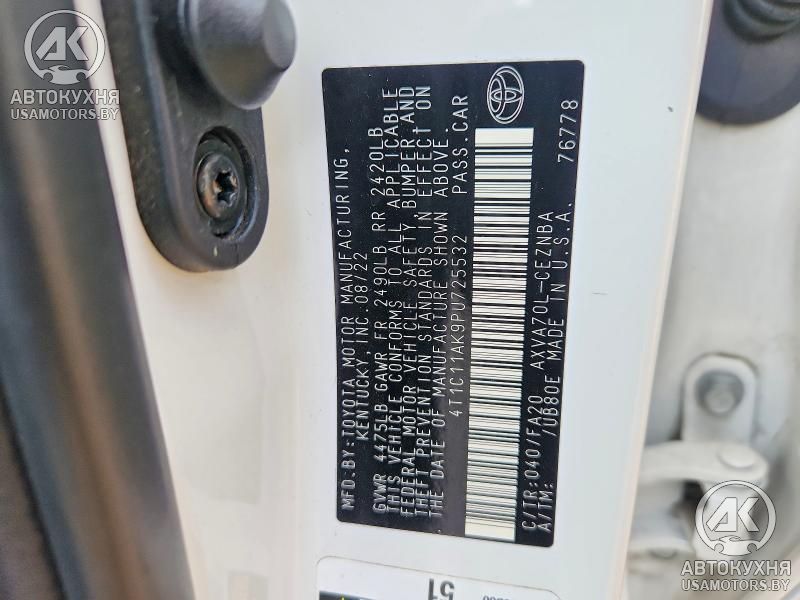 MFD.BY:TOYOTA MOTOR MANUFACTURING,
KENTUCKY, INC 08/22
GVWR 4475LB GAWR FR 2490LB RR 2420LB
THIS VEHICLE CONFORMS TO ALL APPLICABLE
FEDERAL MOTOR VEHICLE SAFETY, BUMPER AND
THEFT PREVENTION STANDARDS IN EFFECT ON
THE DATE OF MANUFACTURE SHOWN ABOVE.
4T1C11AK9PU725532 PASS.CAR
C/TR:040/FA20 AXVA70L-CEZNBA
A/TM: /UB80E MADE IN U.S.A. 76778
51
АК
АВТОКУХНЯ
USAMOTORS.BY
АК
АВТОКУХНЯ
USAMOTORS.BY